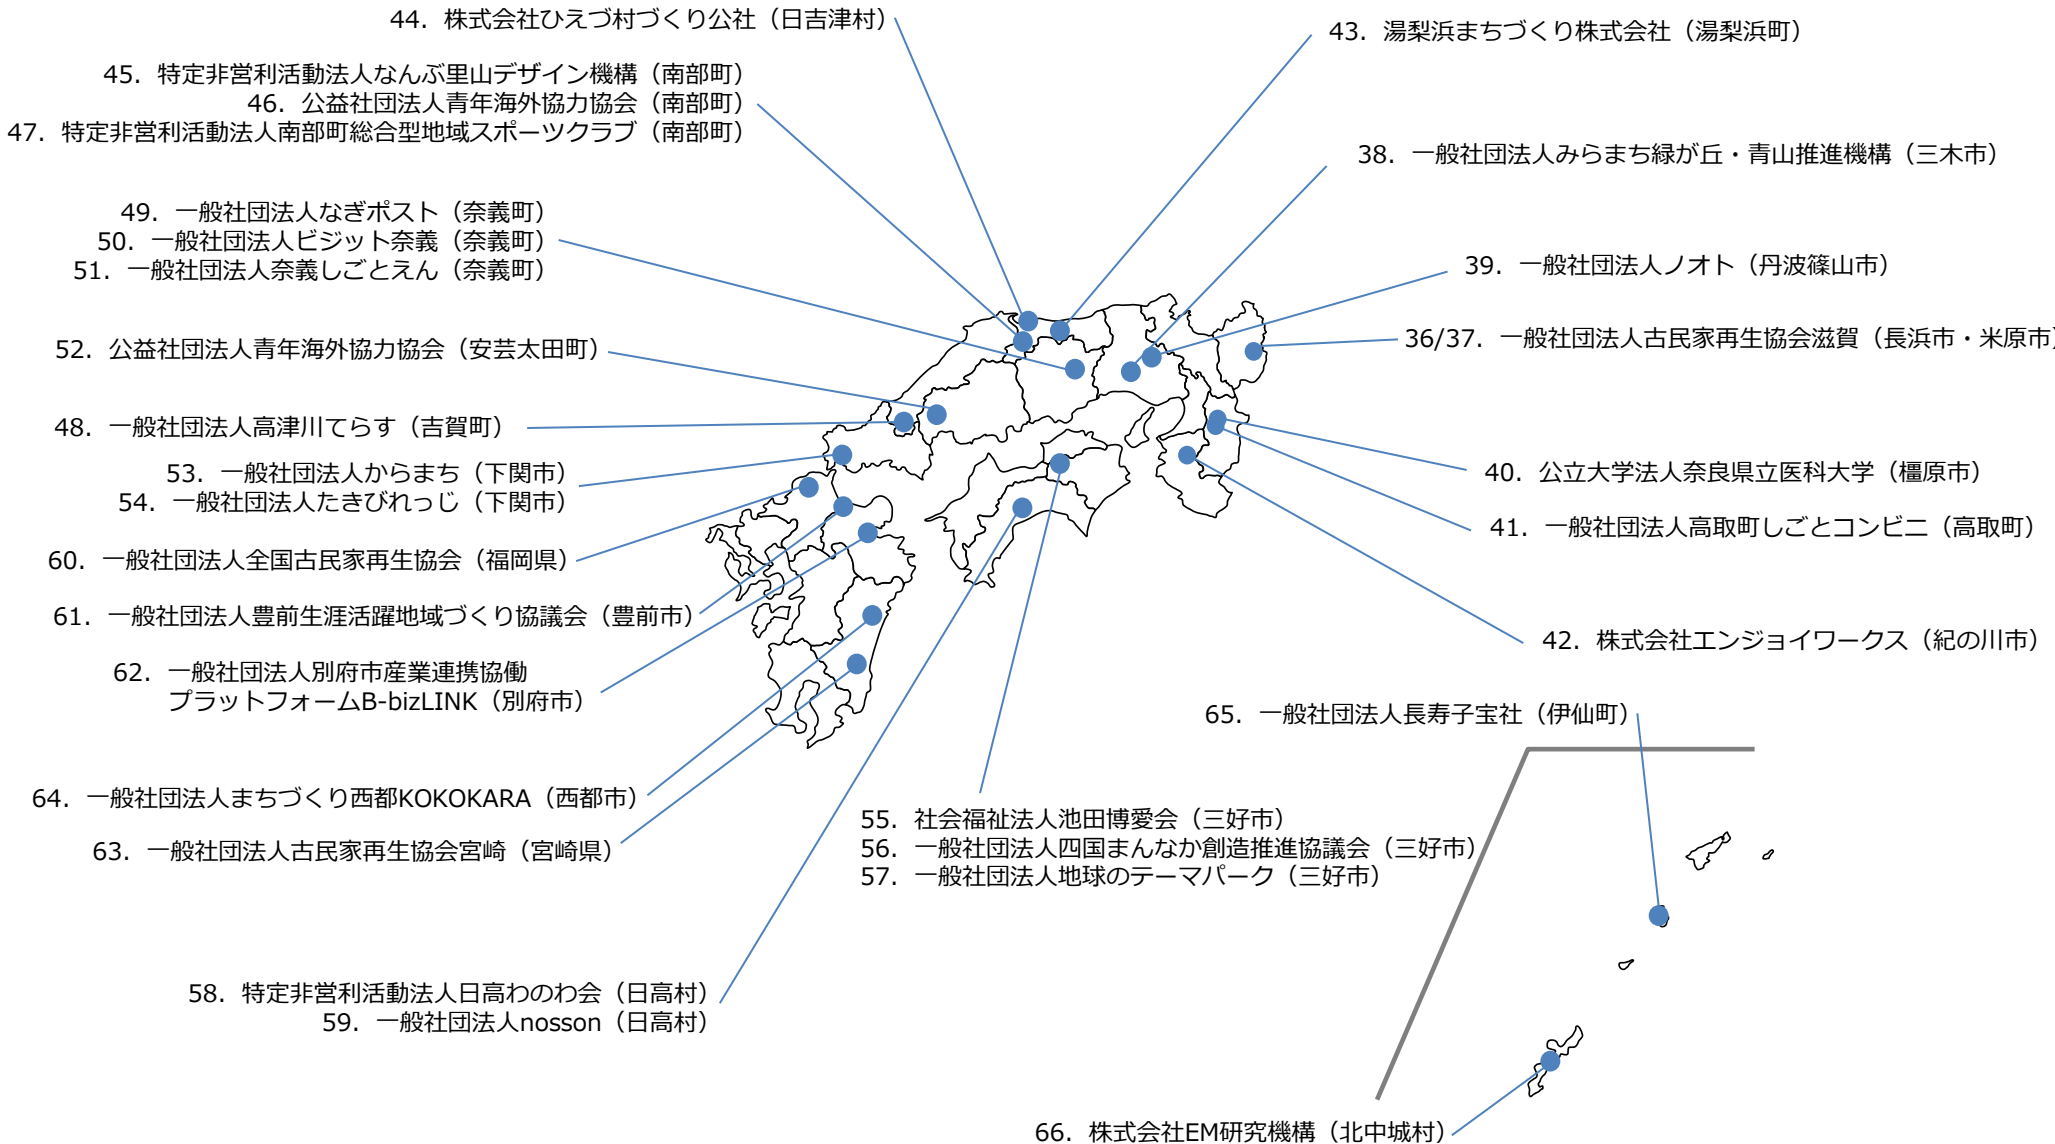 44. 株式会社ひえづ村づくり公社（日吉津村）
43. 湯梨浜まちづくり株式会社（湯梨浜町）
45. 特定非営利活動法人なんぶ里山デザイン機構（南部町）
46. 公益社団法人青年海外協力協会（南部町）
47. 特定非営利活動法人南部町総合型地域スポーツクラブ（南部町）
38. 一般社団法人みらまち緑が丘・青山推進機構（三木市）
49. 一般社団法人なぎポスト（奈義町）
50. 一般社団法人ビジット奈義（奈義町）
51. 一般社団法人奈義しごとえん（奈義町）
39. 一般社団法人ノオト（丹波篠山市）
36/37. 一般社団法人古民家再生協会滋賀（長浜市・米原市）
52. 公益社団法人青年海外協力協会（安芸太田町）
48. 一般社団法人高津川てらす（吉賀町）
53. 一般社団法人からまち（下関市）
54. 一般社団法人たきびれっじ（下関市）
40. 公立大学法人奈良県立医科大学（橿原市）
41. 一般社団法人高取町しごとコンビニ（高取町）
60. 一般社団法人全国古民家再生協会（福岡県）
61. 一般社団法人豊前生涯活躍地域づくり協議会（豊前市）
42. 株式会社エンジョイワークス（紀の川市）
62. 一般社団法人別府市産業連携協働
プラットフォームB-bizLINK（別府市）
65. 一般社団法人長寿子宝社（伊仙町）
64. 一般社団法人まちづくり西都KOKOKARA（西都市）
63. 一般社団法人古民家再生協会宮崎（宮崎県）
55. 社会福祉法人池田博愛会（三好市）
56. 一般社団法人四国まんなか創造推進協議会（三好市）
57. 一般社団法人地球のテーマパーク（三好市）
58. 特定非営利活動法人日高わのわ会（日高村）
59. 一般社団法人nosson（日高村）
66. 株式会社EM研究機構（北中城村）